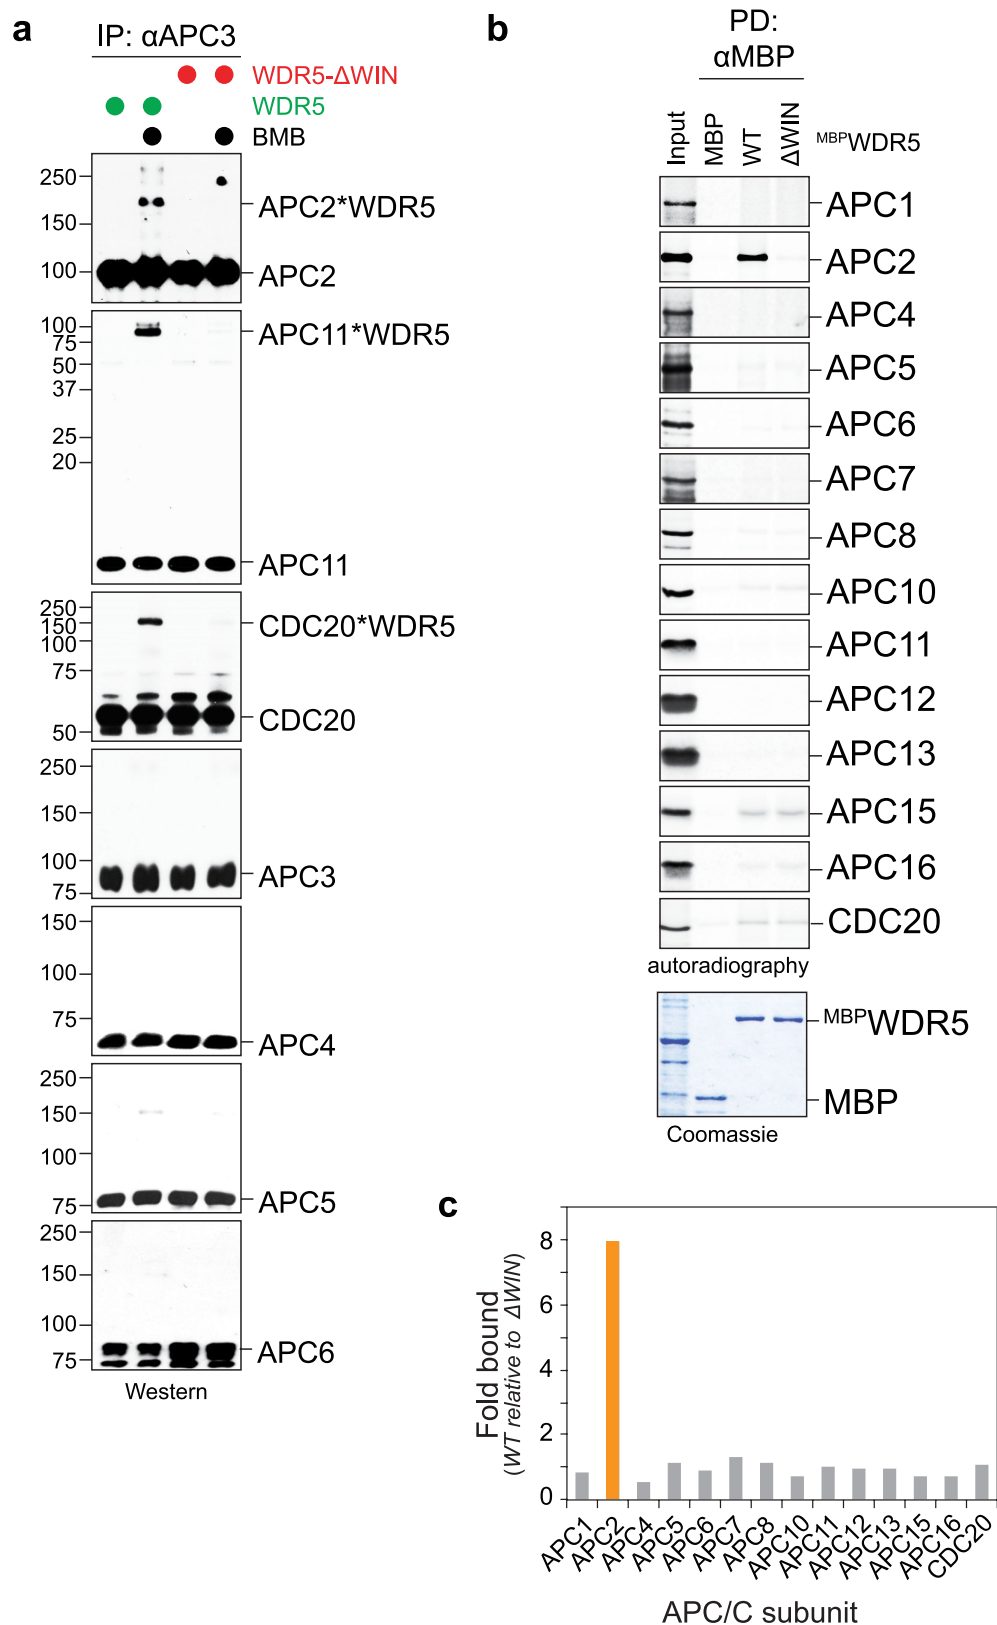 a
IP: αAPC3
WDR5-ΔWIN
WDR5
BMB
250
150
100
APC2*WDR5
APC2
100
75
50
37
25
20
APC11*WDR5
APC11
250
150
100
75
50
CDC20*WDR5
CDC20
250
150
100
75
APC3
150
100
75
APC4
250
150
100
75
APC5
250
150
100
75
APC6
Western
b
PD:
αMBP
Input
MBP
WT
ΔWIN
MBPWDR5
APC1
APC2
APC4
APC5
APC6
APC7
APC8
APC10
APC11
APC12
APC13
APC15
APC16
CDC20
autoradiography
MBPWDR5
MBP
Coomassie
c
Fold bound
(WT relative to ΔWIN)
8
6
4
2
0
APC1
APC2
APC4
APC5
APC6
APC7
APC8
APC10
APC11
APC12
APC13
APC15
APC16
CDC20
APC/C subunit